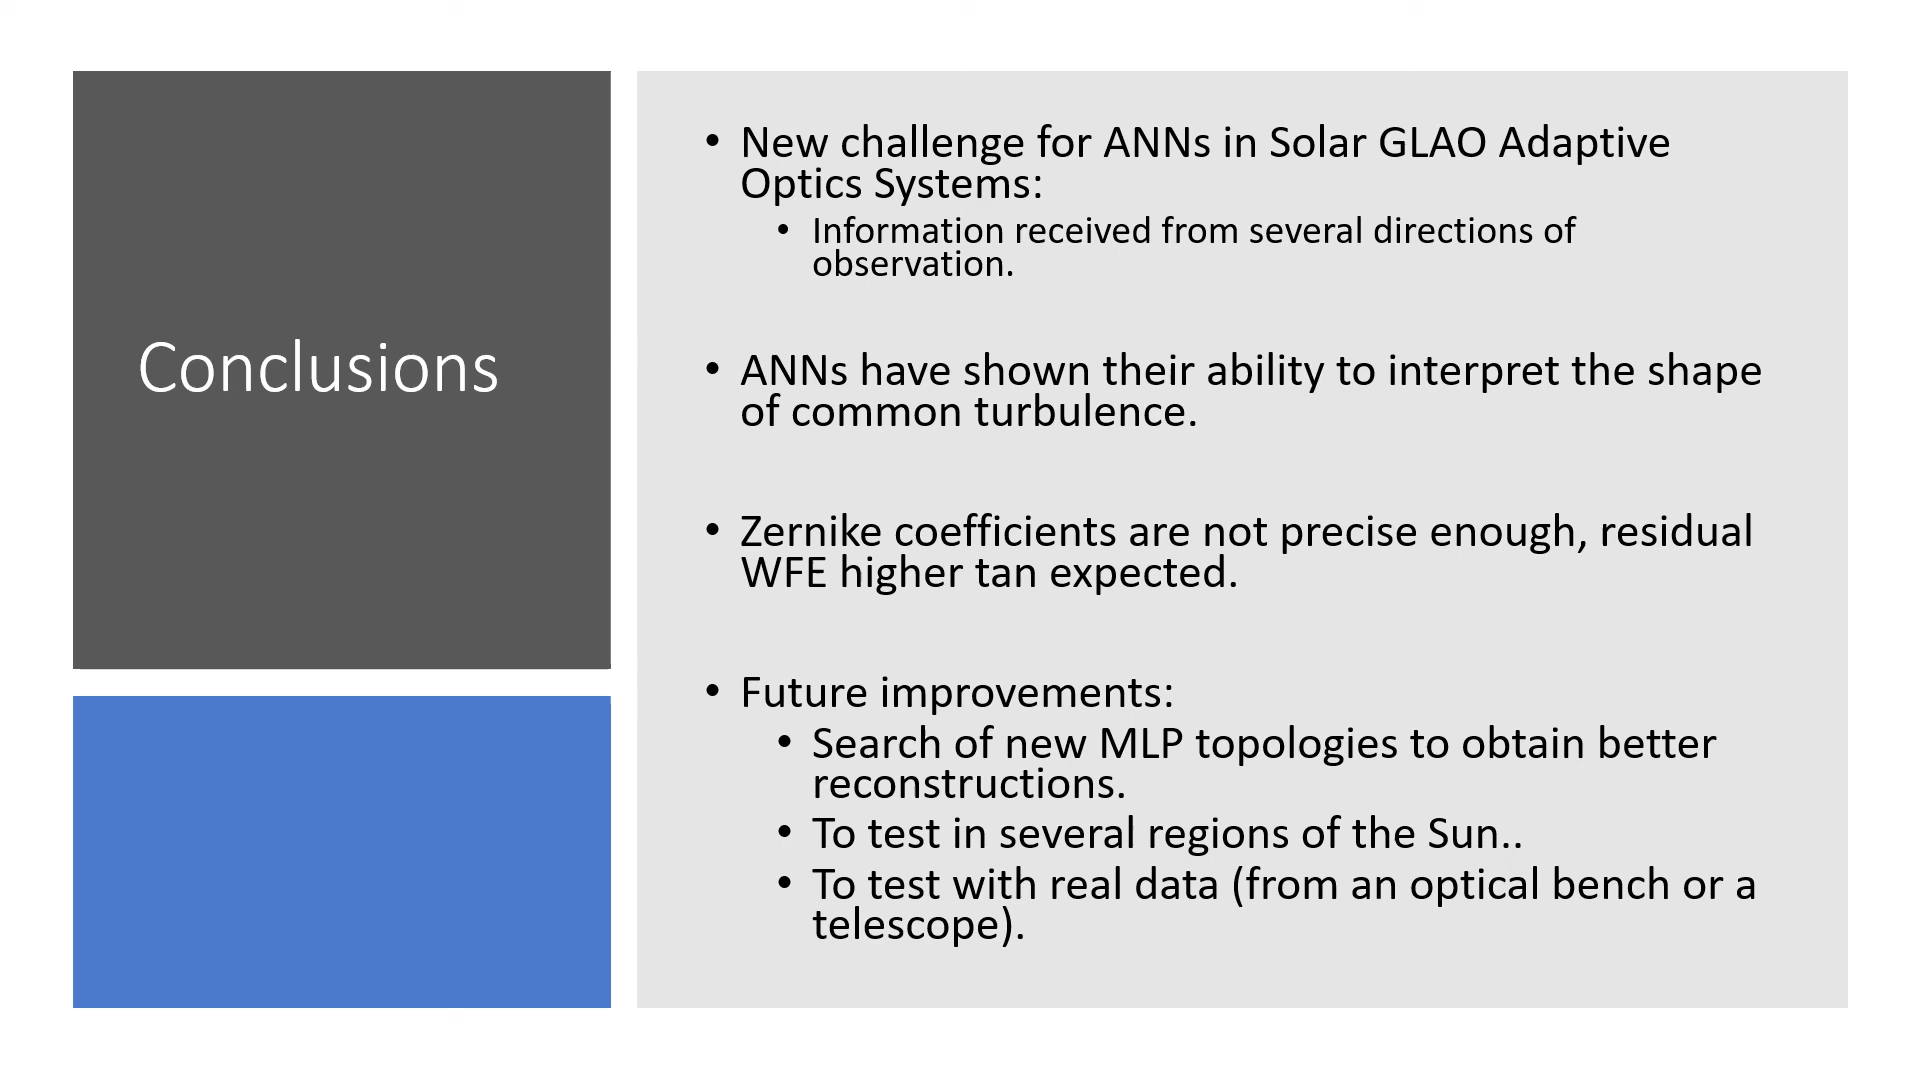 Conclusions
• New challenge for ANNs in Solar GLAO Adaptive
Optics Systems:
• Information received from several directions of
observation.
• ANNs have shown their ability to interpret the shape
of common turbulence.
• Zernike coefficients are not precise enough, residual
WFE higher tan expected.
• Future improvements:
• Search of new MLP topologies to obtain better
reconstructions.
• To test in several regions of the Sun..
• To test with real data (from an optical bench or a
telescope).